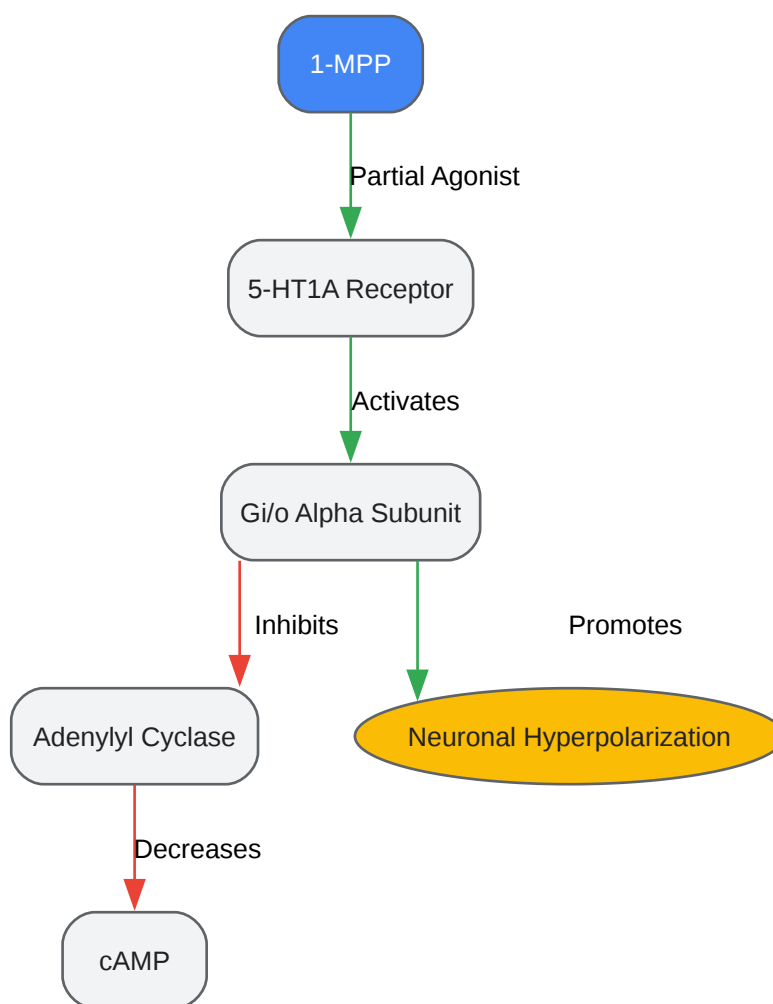 1-MPP
Partial Agonist
5-HT1A Receptor
Activates
Gi/o Alpha Subunit
Inhibits
Promotes
Adenylyl Cyclase
Neuronal Hyperpolarization
Decreases
cAMP